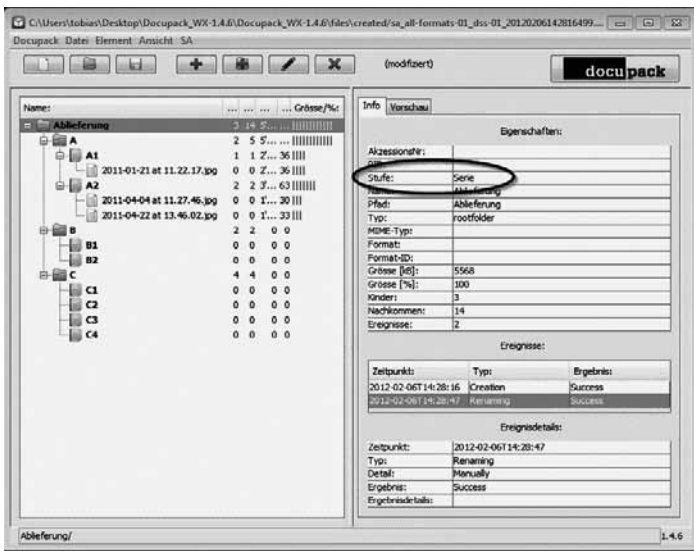 C:\Users\tobias\Desktop\Docupack_WX-1.4.6\Docupack_WX-1.4.6\files\created/sa_all-formats-01_dss-01_20120206142816499....
Docupack Datei Element Ansicht SA
(modifiziert)
docupack
Name: ... ... ... ... Grösse/%:
Ablieferung 3 14 5'... ...
A 2 5 5'... ...
A1 1 1 2'... 36
2011-01-21 at 11.22.17.jpg 0 0 2'... 36
A2 2 2 3'... 63
2011-04-04 at 11.27.46.jpg 0 0 1'... 30
2011-04-22 at 13.46.02.jpg 0 0 1'... 33
B 2 2 0 0
B1 0 0 0 0
B2 0 0 0 0
C 4 4 0 0
C1 0 0 0 0
C2 0 0 0 0
C3 0 0 0 0
C4 0 0 0 0
Info Vorschau
Eigenschaften:
AkzessionsNr:
Stufe: Serie
Name: Ablieferung
Pfad: Ablieferung
Typ: rootfolder
MIME-Typ:
Format:
Format-ID:
Grösse [kB]: 5568
Grösse [%]: 100
Kinder: 3
Nachkommen: 14
Ereignisse: 2
Ereignisse:
Zeitpunkt: Typ: Ergebnis:
2012-02-06T14:28:16 Creation Success
2012-02-06T14:28:47 Renaming Success
Ereignisdetails:
Zeitpunkt: 2012-02-06T14:28:47
Typ: Renaming
Detail: Manually
Ergebnis: Success
Ergebnisdetails:
Ablieferung/ 1.4.6